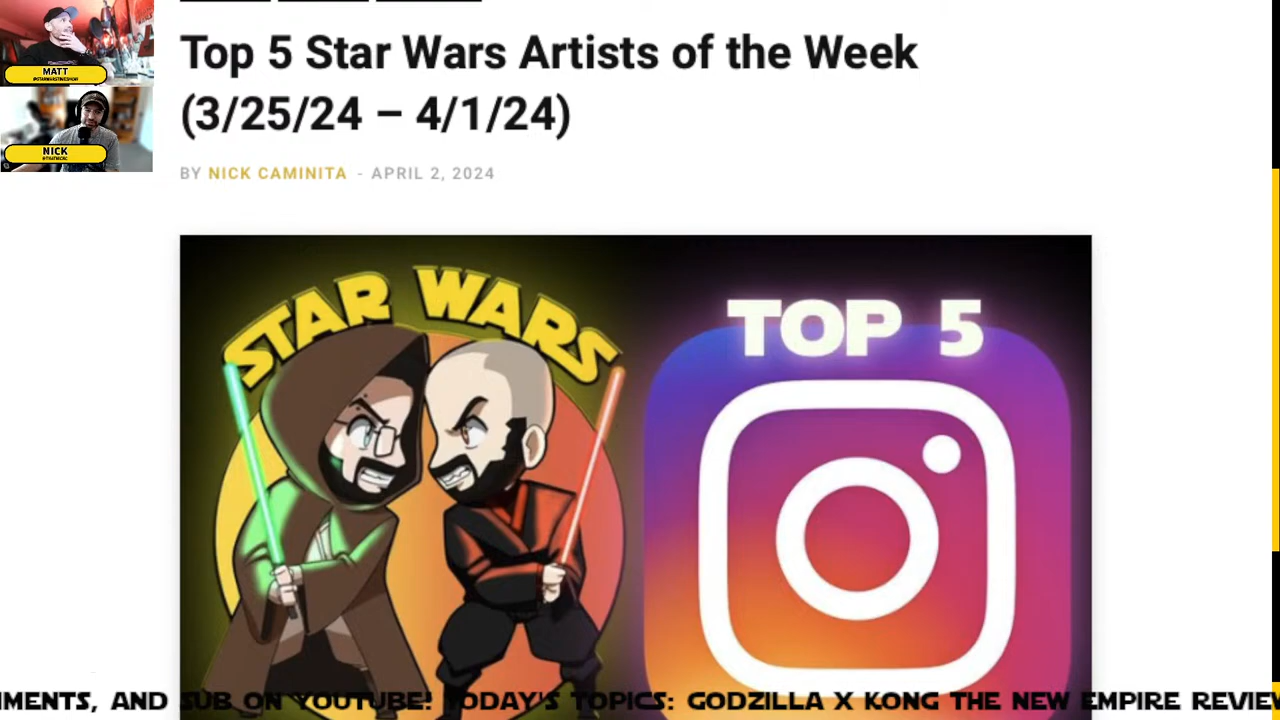 MATT
@STARWARSTIMESHOW
NICK
Top 5 Star Wars Artists of the Week
(3/25/24 – 4/1/24)
BY NICK CAMINITA - APRIL 2, 2024
STAR WARS
TOP 5
MMENTS, AND SUB ON YOUTUBE! TODAY'S TOPICS: GODZILLA X KONG THE NEW EMPIRE REVIEW